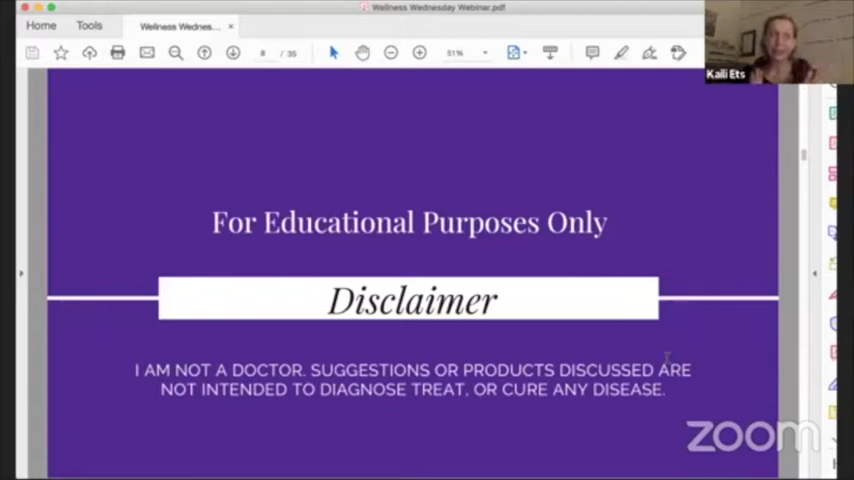 Wellness Wednesday Webinar.pdf
Home
Tools
Wellness Wednes...
8 / 35
51%
Kaili Ets
For Educational Purposes Only
Disclaimer
I AM NOT A DOCTOR. SUGGESTIONS OR PRODUCTS DISCUSSED ARE
NOT INTENDED TO DIAGNOSE TREAT, OR CURE ANY DISEASE.
zoom